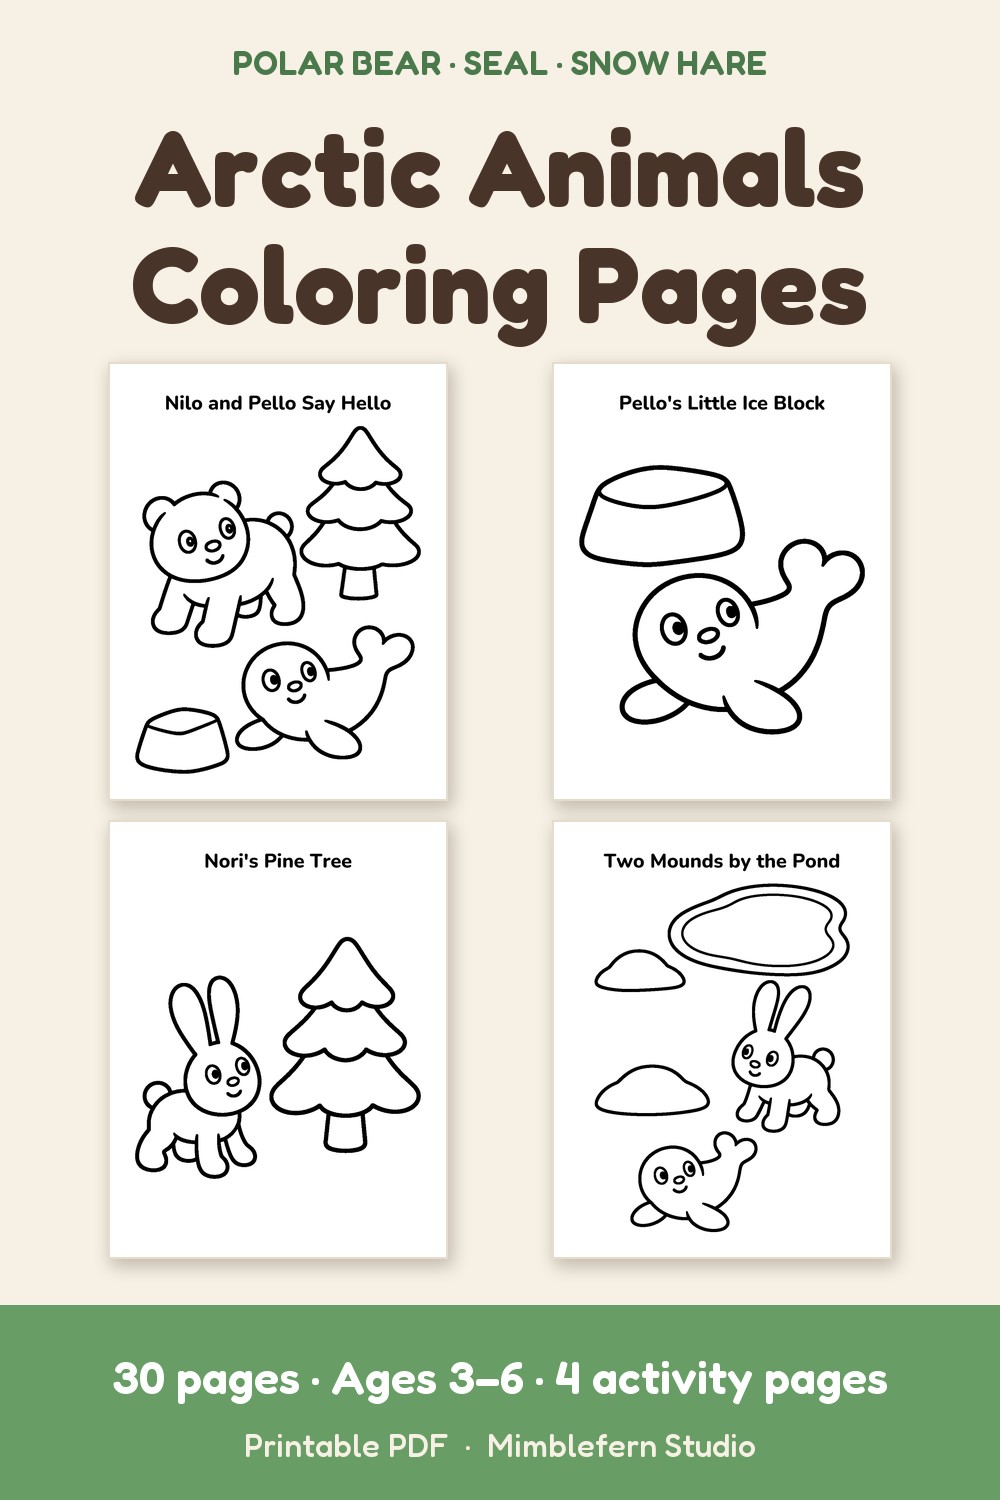 POLAR BEAR · SEAL · SNOW HARE
Arctic Animals
Coloring Pages
Nilo and Pello Say Hello
Pello's Little Ice Block
Nori's Pine Tree
Two Mounds by the Pond
30 pages · Ages 3–6 · 4 activity pages
Printable PDF · Mimblefern Studio